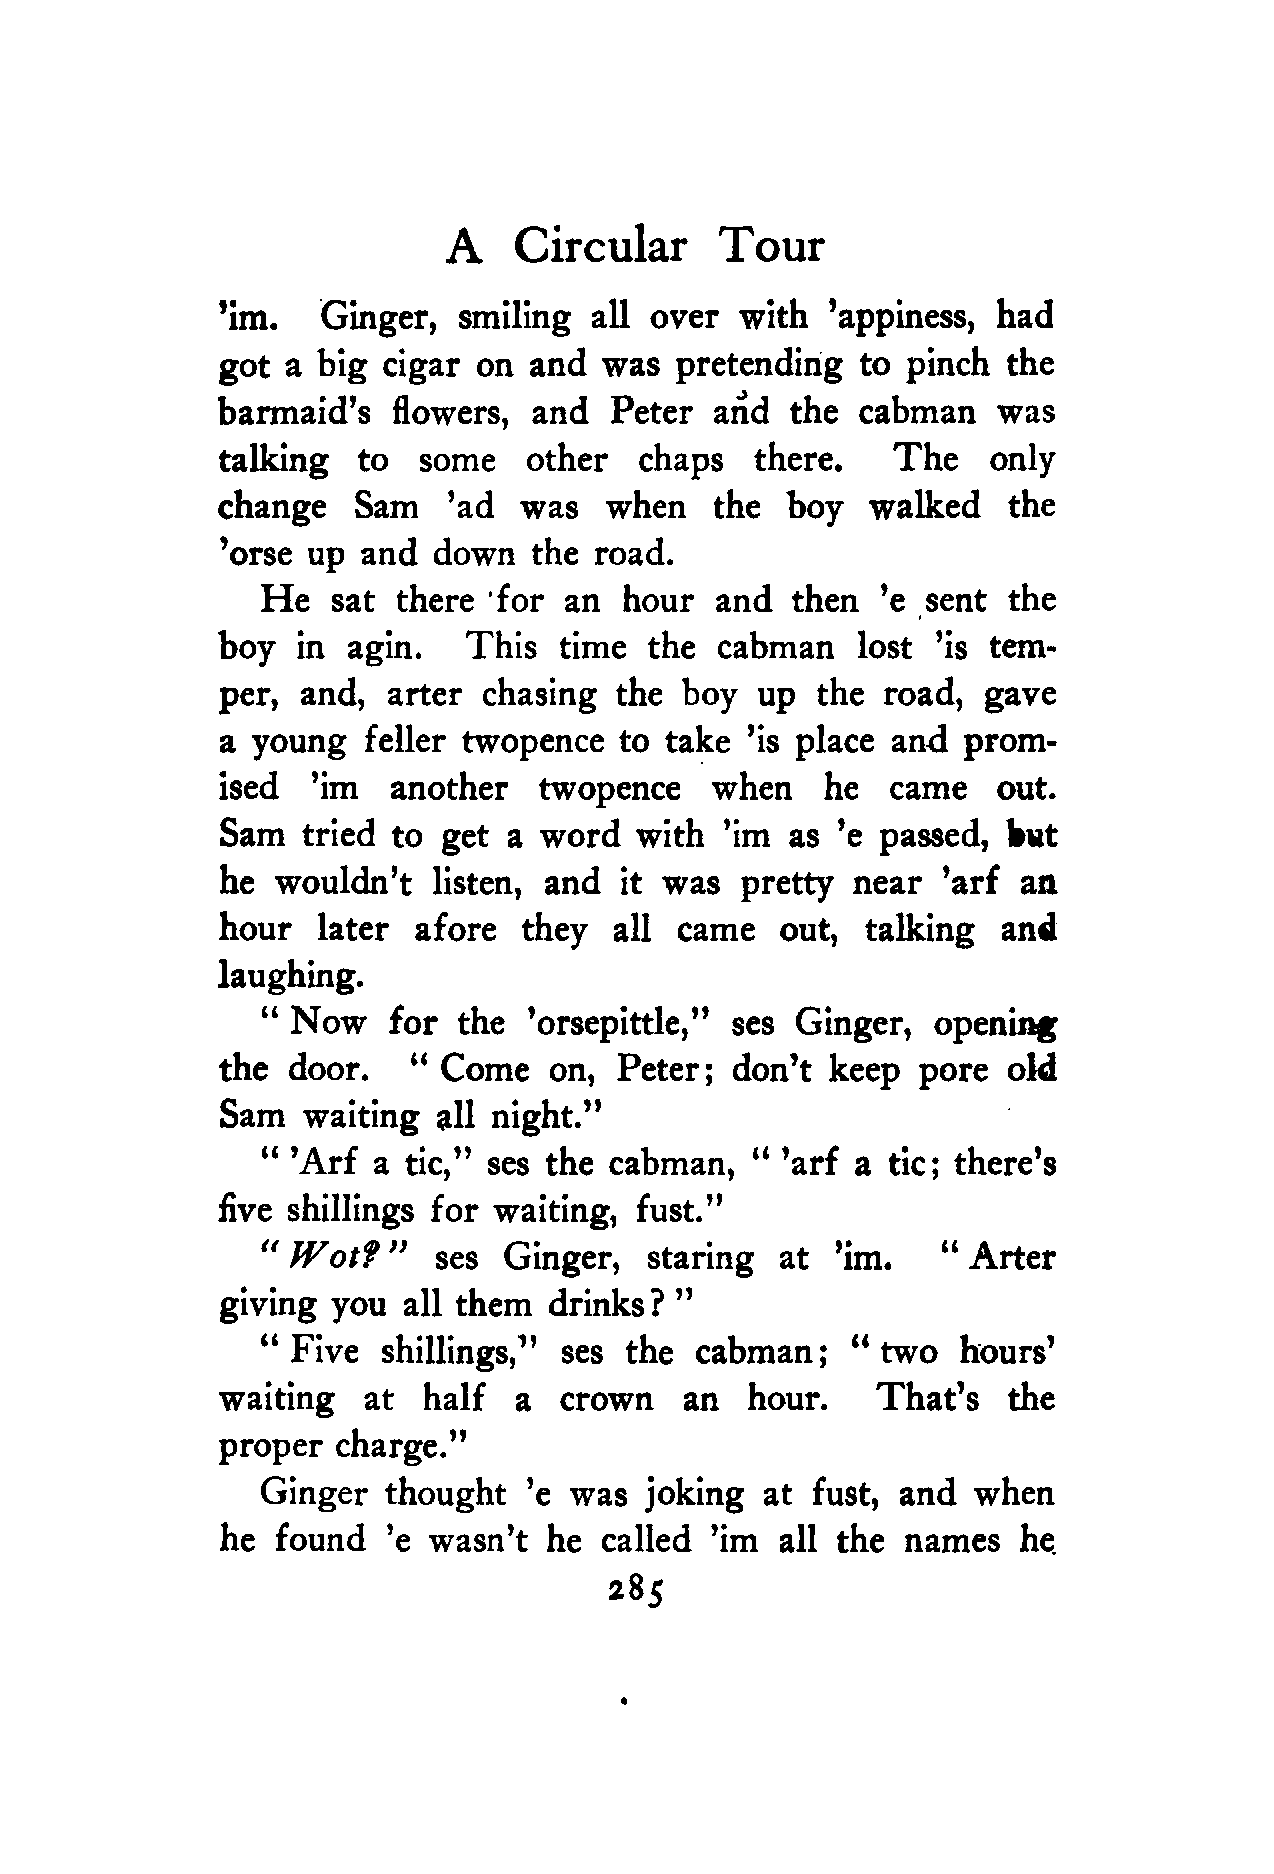 A Circular Tour
'im. Ginger, smiling all over with 'appiness, had
got a big cigar on and was pretending to pinch the
barmaid's flowers, and Peter and the cabman was
talking to some other chaps there. The only
change Sam 'ad was when the boy walked the
'orse up and down the road.
He sat there for an hour and then 'e sent the
boy in agin. This time the cabman lost 'is tem-
per, and, arter chasing the boy up the road, gave
a young feller twopence to take 'is place and prom-
ised 'im another twopence when he came out.
Sam tried to get a word with 'im as 'e passed, but
he wouldn't listen, and it was pretty near 'arf an
hour later afore they all came out, talking and
laughing.
"Now for the 'orsepittle," ses Ginger, opening
the door. "Come on, Peter; don't keep pore old
Sam waiting all night."
"'Arf a tic," ses the cabman, "'arf a tic; there's
five shillings for waiting, fust."
"Wot?" ses Ginger, staring at 'im. "Arter
giving you all them drinks?"
"Five shillings," ses the cabman; "two hours'
waiting at half a crown an hour. That's the
proper charge."
Ginger thought 'e was joking at fust, and when
he found 'e wasn't he called 'im all the names he
285